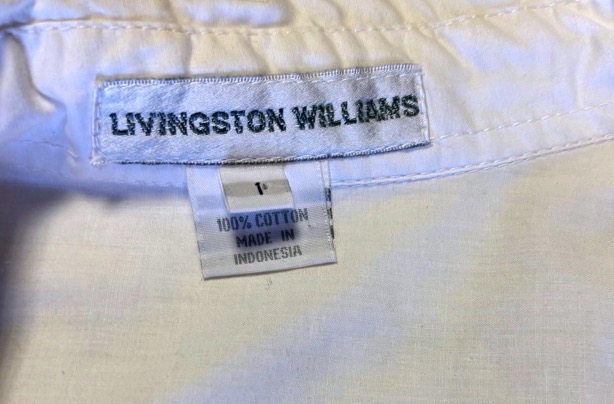 LIVINGSTON WILLIAMS
1
100% COTTON
MADE IN
INDONESIA